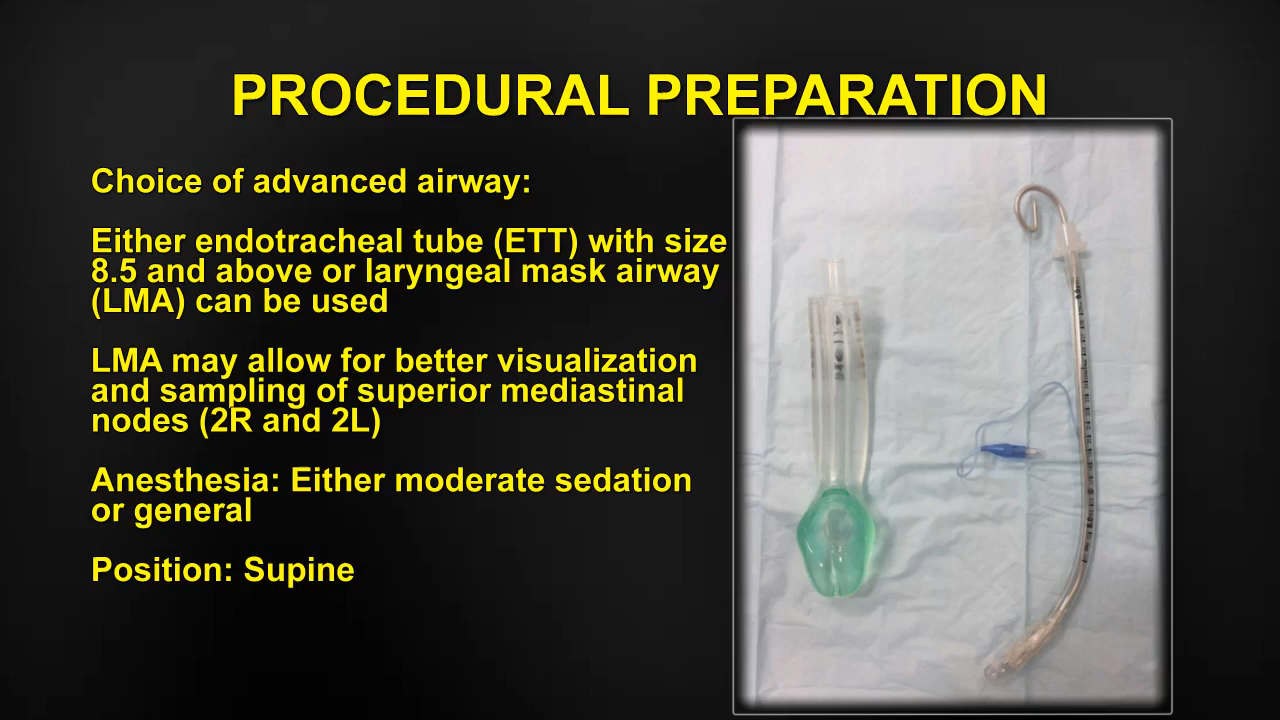 PROCEDURAL PREPARATION
Choice of advanced airway:
Either endotracheal tube (ETT) with size
8.5 and above or laryngeal mask airway
(LMA) can be used
LMA may allow for better visualization
and sampling of superior mediastinal
nodes (2R and 2L)
Anesthesia: Either moderate sedation
or general
Position: Supine